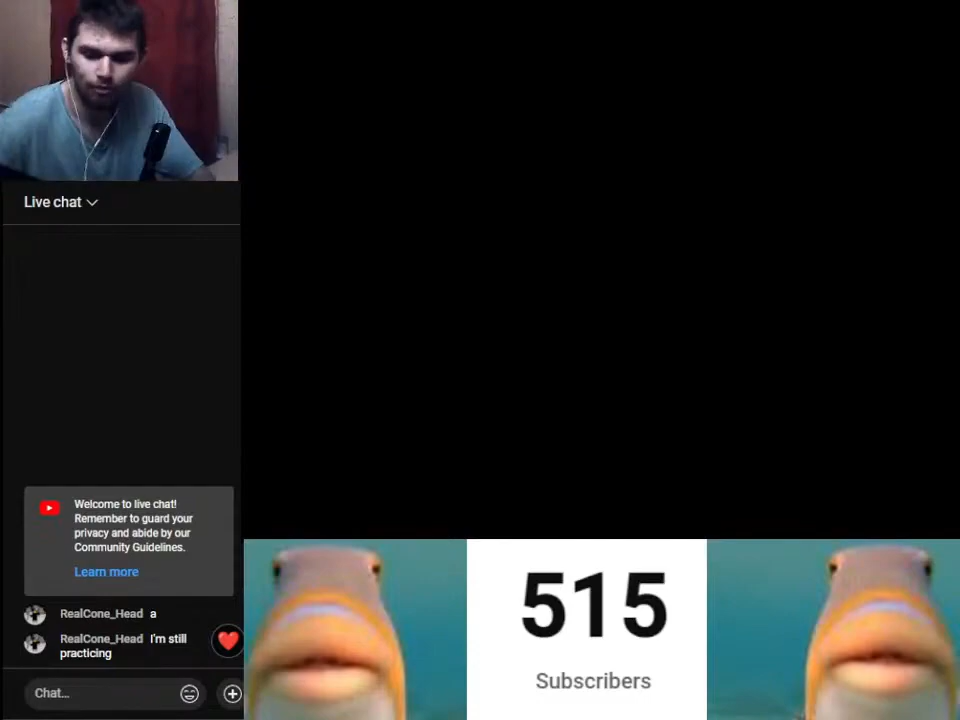 Live chat
Welcome to live chat!
Remember to guard your
privacy and abide by our
Community Guidelines.
Learn more
RealCone_Head a
RealCone_Head I'm still
practicing
Chat...
515
Subscribers